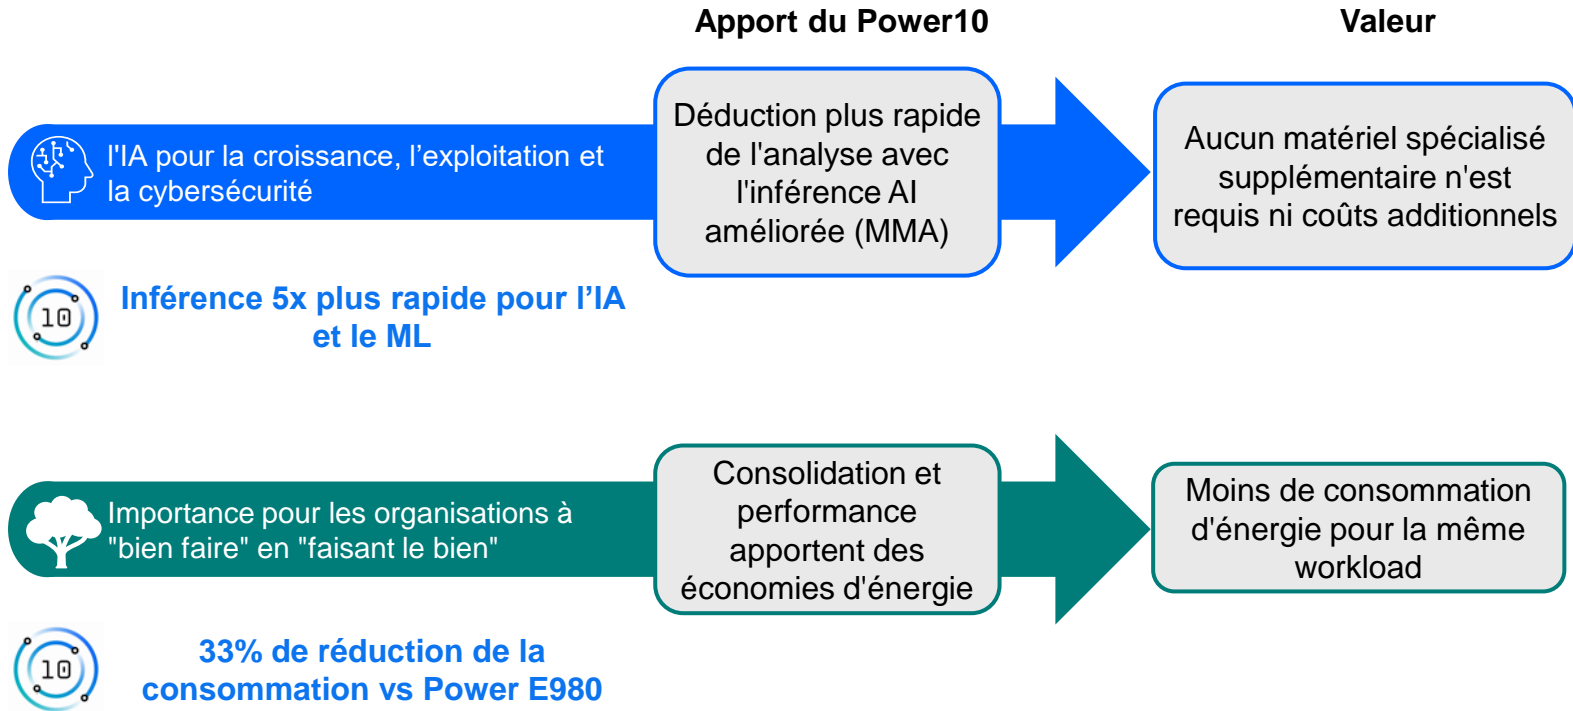 Apport du Power10
Valeur
l'IA pour la croissance, l’exploitation et
la cybersécurité
Déduction plus rapide
de l'analyse avec
l'inférence AI
améliorée (MMA)
Aucun matériel spécialisé
supplémentaire n'est
requis ni coûts additionnels
10
Inférence 5x plus rapide pour l’IA
et le ML
Importance pour les organisations à
"bien faire" en "faisant le bien"
Consolidation et
performance
apportent des
économies d'énergie
Moins de consommation
d'énergie pour la même
workload
10
33% de réduction de la
consommation vs Power E980